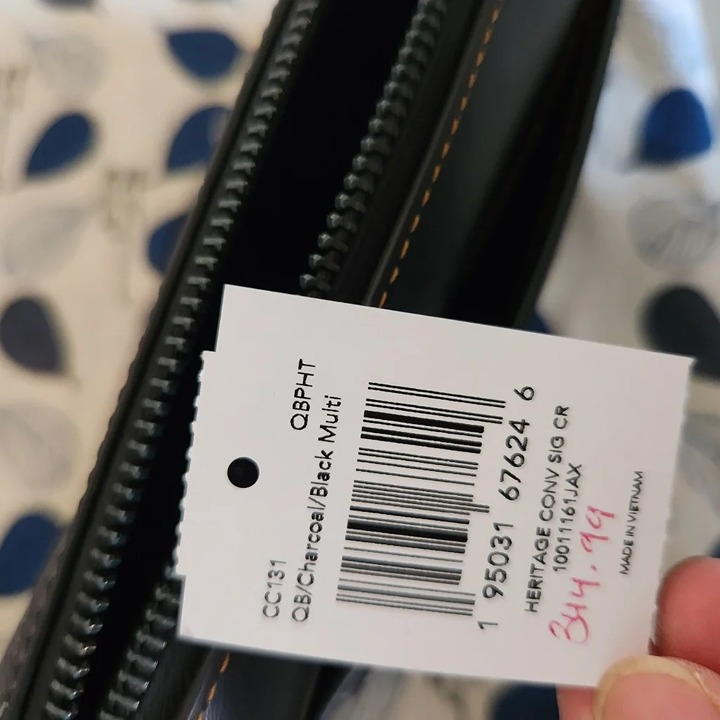 CC131 QBPHT
QB/Charcoal/Black Multi
1 95031 67624 6
HERITAGE CONV SIG CR
10011161JAX
344.99
MADE IN VIETNAM